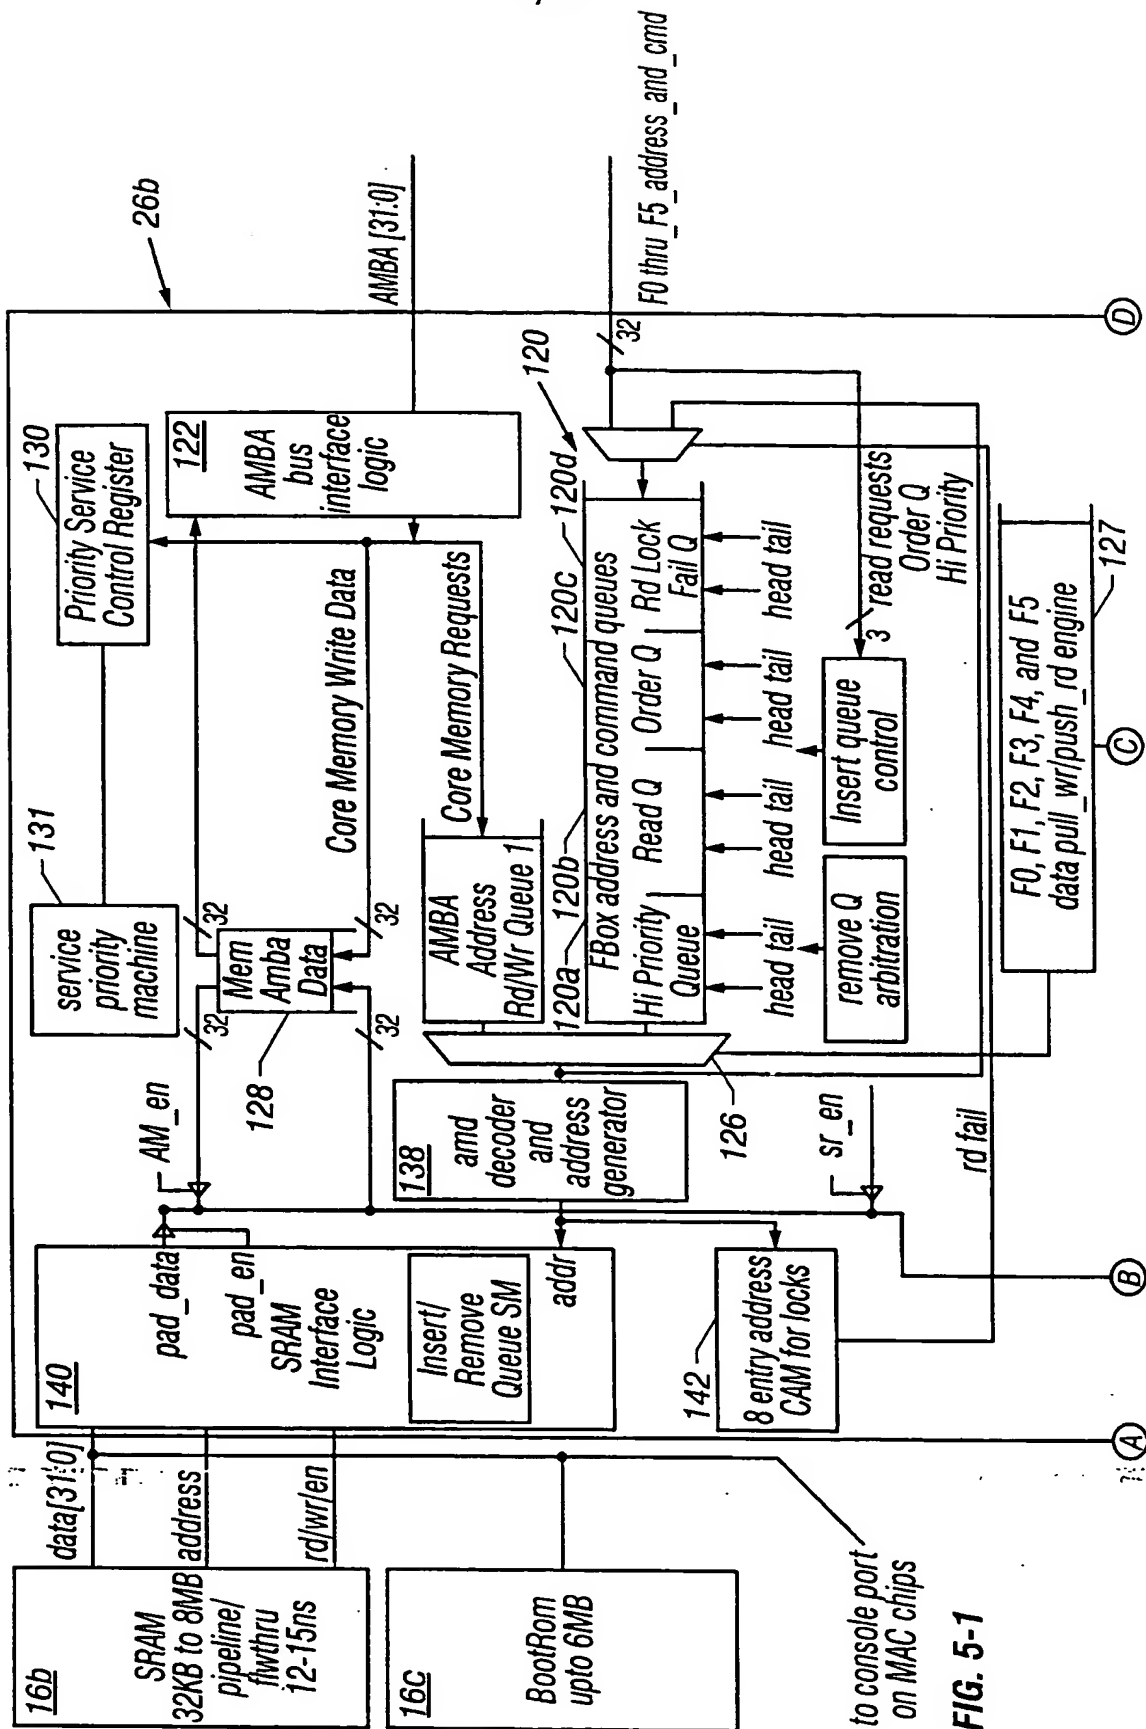 16b
SRAM
32KB to 8MB
pipeline/
flwthru
12-15ns
data[31:0]
address
rd/wr/en
16c
BootRom
upto 6MB
to console port
on MAC chips
FIG. 5-1
140
pad_data
pad_en
SRAM
Interface
Logic
Insert/
Remove
Queue SM
addr
AM_en
131
service
priority
machine
130
Priority Service
Control Register
26b
32
32
Mem
Amba
Data
32
32
128
Core Memory Write Data
122
AMBA
bus
interface
logic
AMBA [31:0]
Core Memory Requests
AMBA
Address
Rd/Wr Queue 1
138
amd
decoder
and
address
generator
126
120a
120b
120c
120d
120
FBox address and command queues
Hi Priority
Queue
Read Q
Order Q
Rd Lock
Fail Q
head tail
head tail
head tail
head tail
32
F0 thru F5_address_and_cmd
remove Q
arbitration
Insert queue
control
3
read requests
Order Q
Hi Priority
142
8 entry address
CAM for locks
sr_en
rd fail
F0, F1, F2, F3, F4, and F5
data pull_wr/push_rd engine
127
A
B
C
D